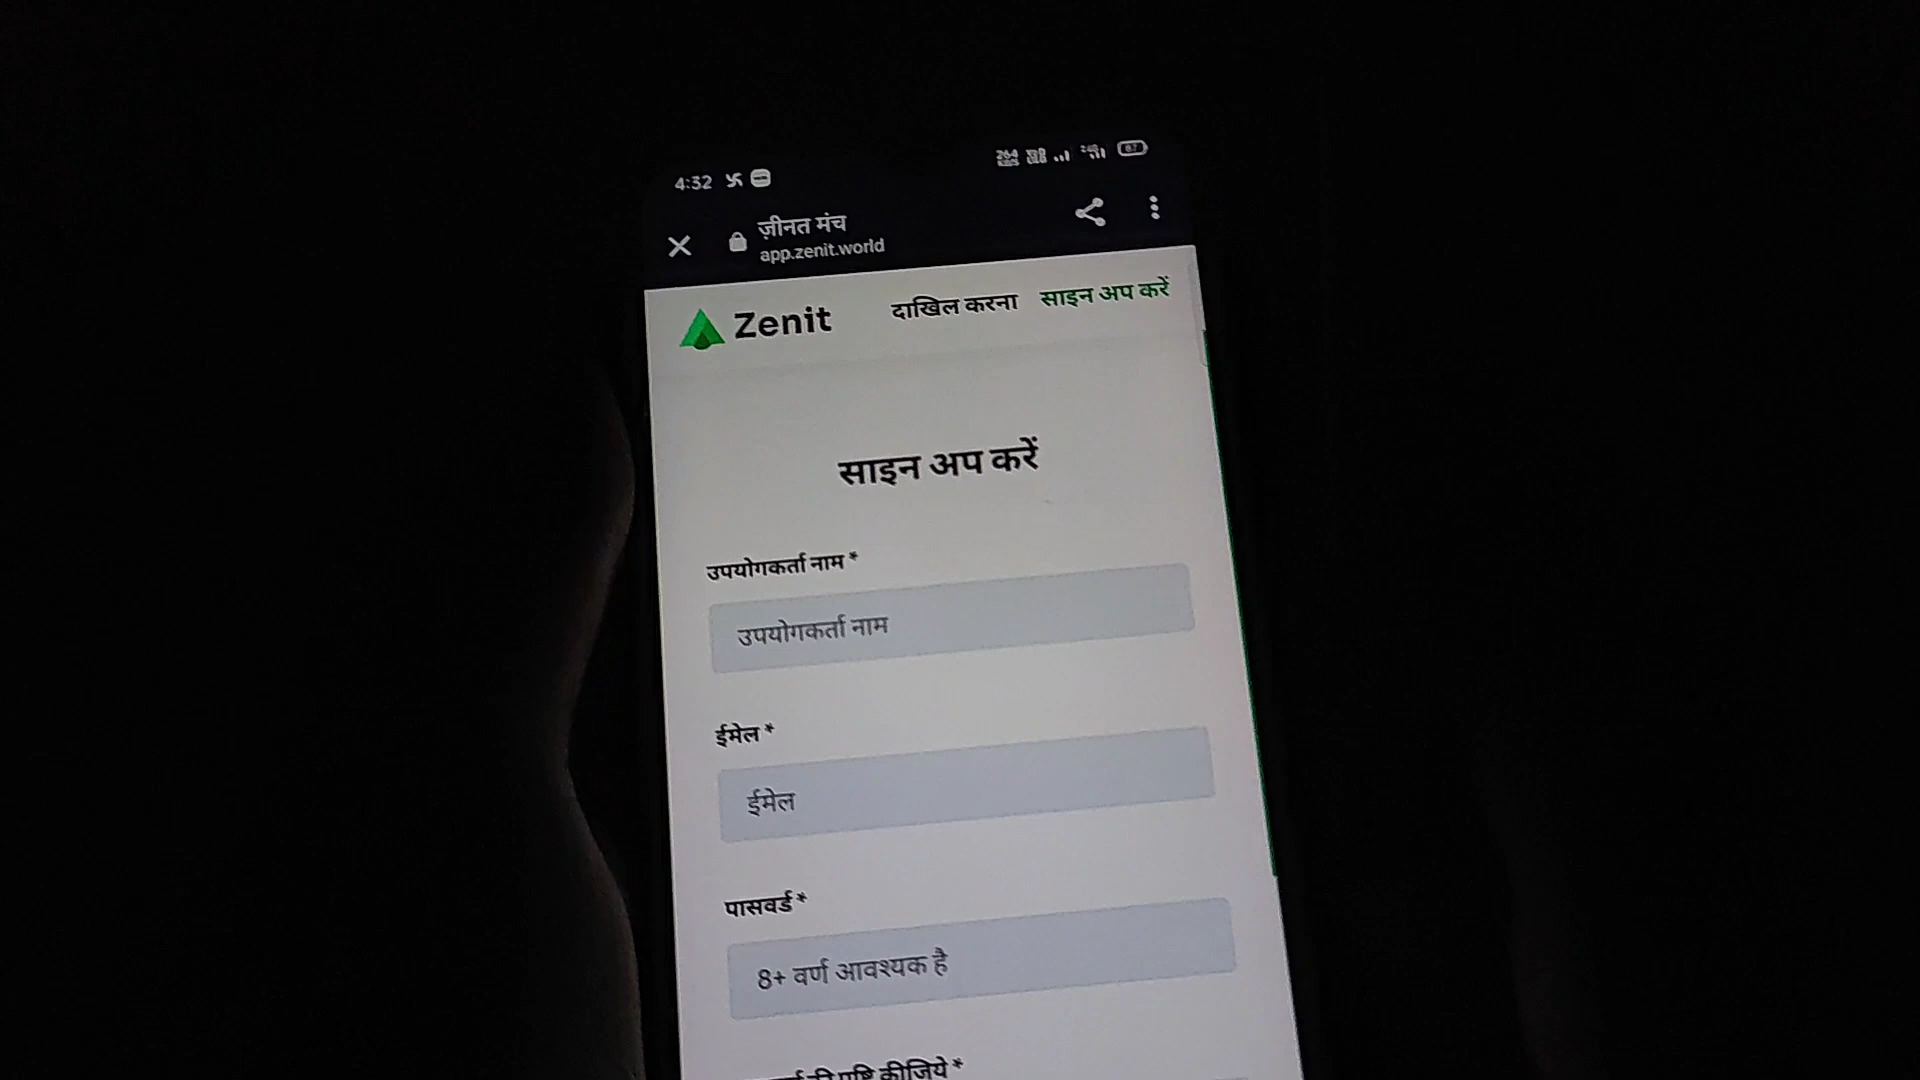 4:32
67
ज़ीनत मंच
app.zenit.world
Zenit
दाखिल करना
साइन अप करें
साइन अप करें
उपयोगकर्ता नाम *
उपयोगकर्ता नाम
ईमेल *
ईमेल
पासवर्ड *
8+ वर्ण आवश्यक है
की पुष्टि कीजिये *